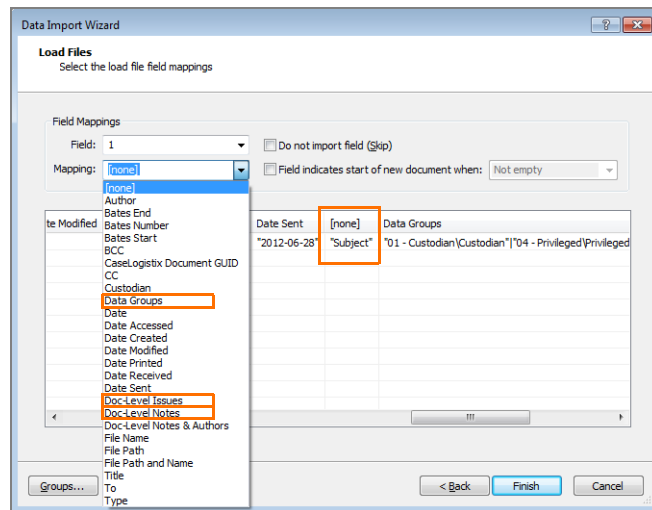 Data Import Wizard
Load Files
Select the load file field mappings
Field Mappings
Field: 1
Do not import field (Skip)
Mapping: [none]
Field indicates start of new document when: Not empty
[none]
Author
Bates End
Bates Number
Bates Start
BCC
CaseLogistix Document GUID
CC
Custodian
Data Groups
Date
Date Accessed
Date Created
Date Modified
Date Printed
Date Received
Date Sent
Doc-Level Issues
Doc-Level Notes
Doc-Level Notes & Authors
File Name
File Path
File Path and Name
Title
To
Type
te Modified Date Sent [none] Data Groups
"2012-06-28" "Subject" "01 - Custodian\Custodian"|"04 - Privileged\Privileged
Groups... < Back Finish Cancel